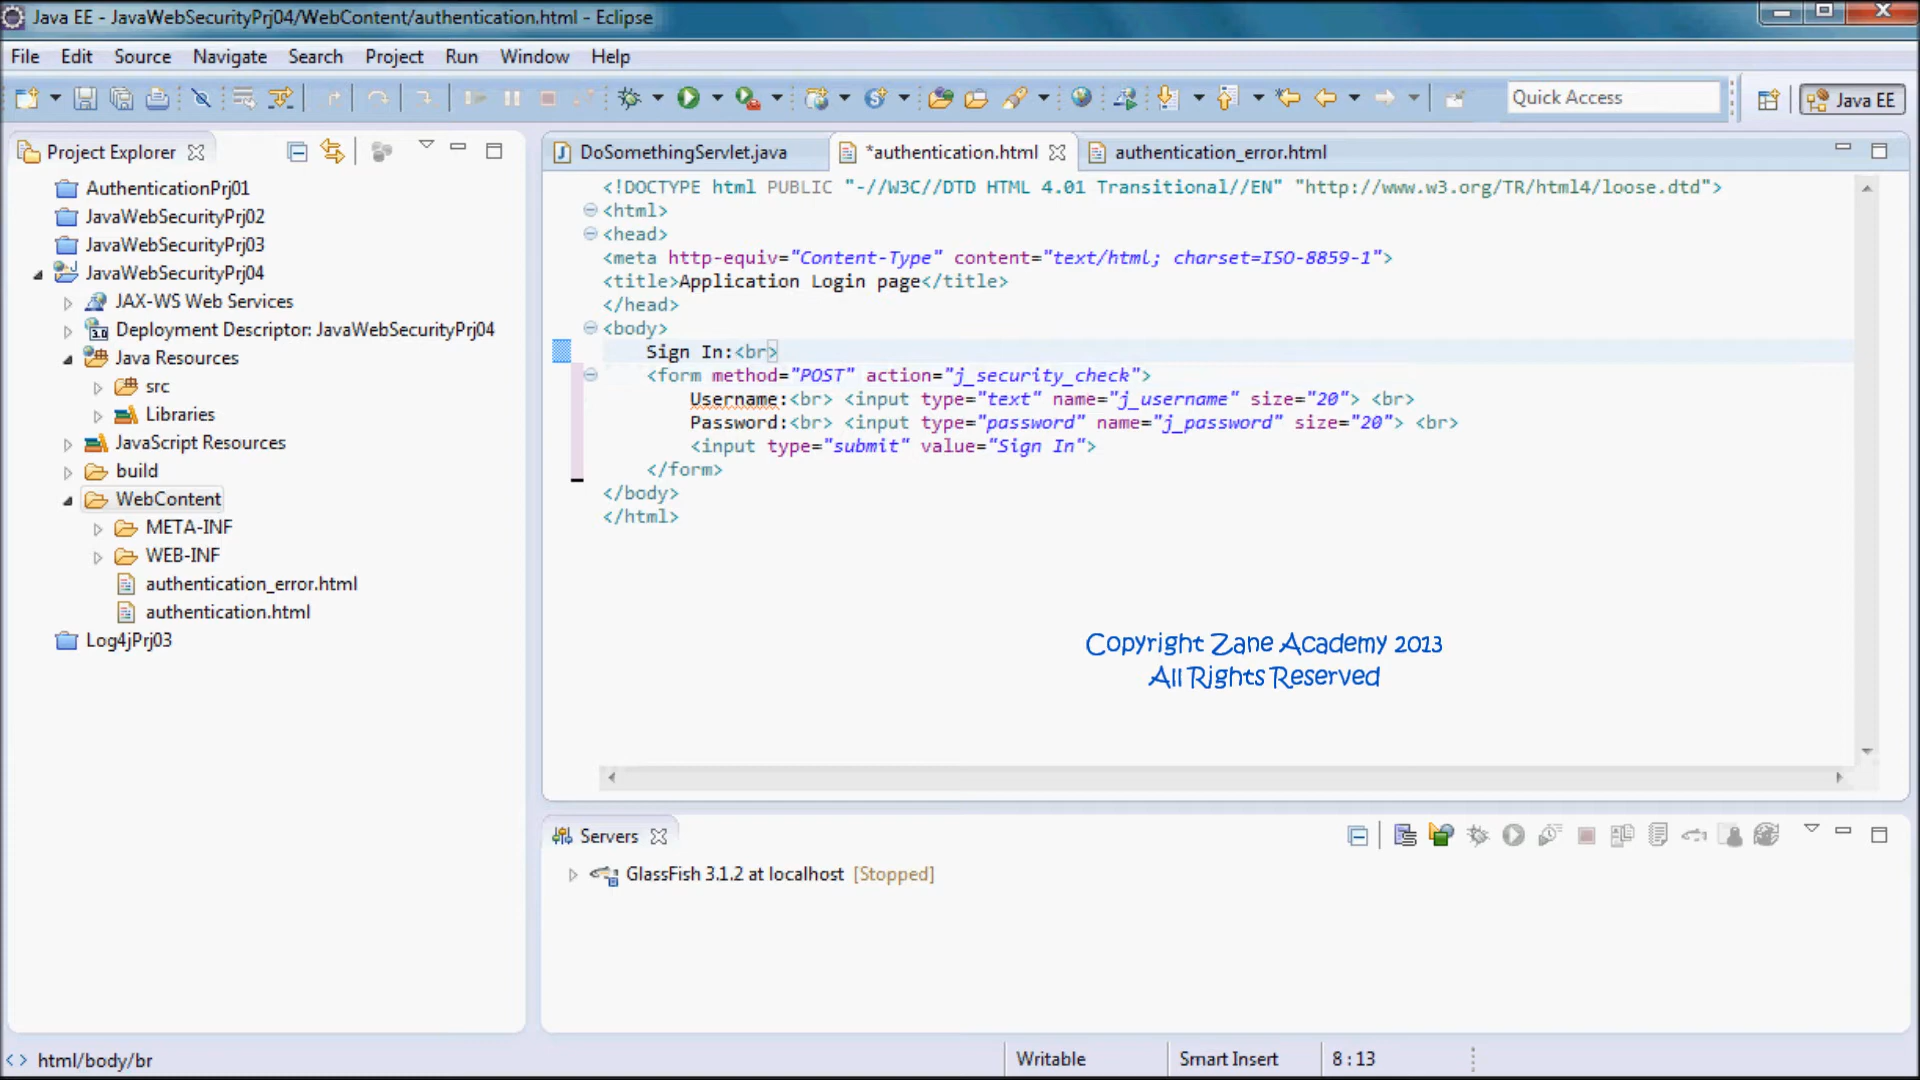 Java EE - JavaWebSecurityPrj04/WebContent/authentication.html - Eclipse
File Edit Source Navigate Search Project Run Window Help
Quick Access
Java EE
Project Explorer
AuthenticationPrj01
JavaWebSecurityPrj02
JavaWebSecurityPrj03
JavaWebSecurityPrj04
JAX-WS Web Services
3.0 Deployment Descriptor: JavaWebSecurityPrj04
Java Resources
src
Libraries
JavaScript Resources
build
WebContent
META-INF
WEB-INF
authentication_error.html
authentication.html
Log4jPrj03
DoSomethingServlet.java
*authentication.html
authentication_error.html
<!DOCTYPE html PUBLIC "-//W3C//DTD HTML 4.01 Transitional//EN" "http://www.w3.org/TR/html4/loose.dtd">
<html>
<head>
<meta http-equiv="Content-Type" content="text/html; charset=ISO-8859-1">
<title>Application Login page</title>
</head>
<body>
Sign In:<br>
<form method="POST" action="j_security_check">
Username:<br> <input type="text" name="j_username" size="20"> <br>
Password:<br> <input type="password" name="j_password" size="20"> <br>
<input type="submit" value="Sign In">
</form>
</body>
</html>
Copyright Zane Academy 2013
All Rights Reserved
Servers
GlassFish 3.1.2 at localhost [Stopped]
html/body/br
Writable
Smart Insert
8 : 13